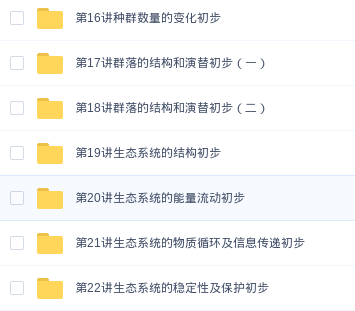 第16讲种群数量的变化初步
第17讲群落的结构和演替初步（一）
第18讲群落的结构和演替初步（二）
第19讲生态系统的结构初步
第20讲生态系统的能量流动初步
第21讲生态系统的物质循环及信息传递初步
第22讲生态系统的稳定性及保护初步